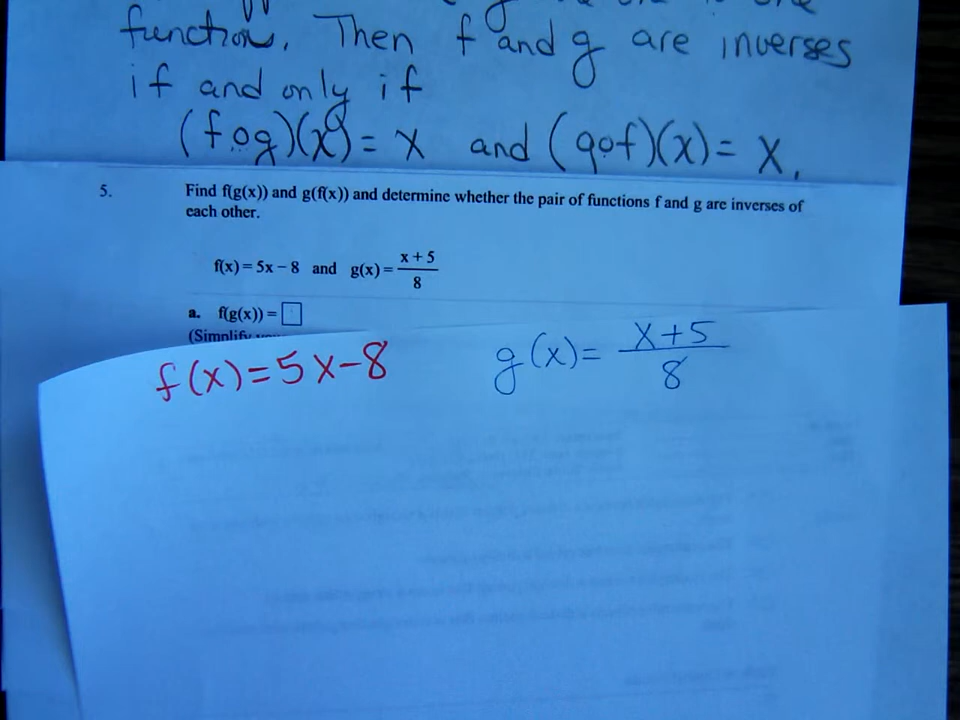 function. Then f and g are inverses
if and only if
(f∘g)(x) = x and (g∘f)(x) = x.
5. Find f(g(x)) and g(f(x)) and determine whether the pair of functions f and g are inverses of
each other.
f(x) = 5x − 8 and g(x) = (x + 5)/8
a. f(g(x)) = □
(Simplify
f(x) = 5x − 8 g(x) = (x+5)/8